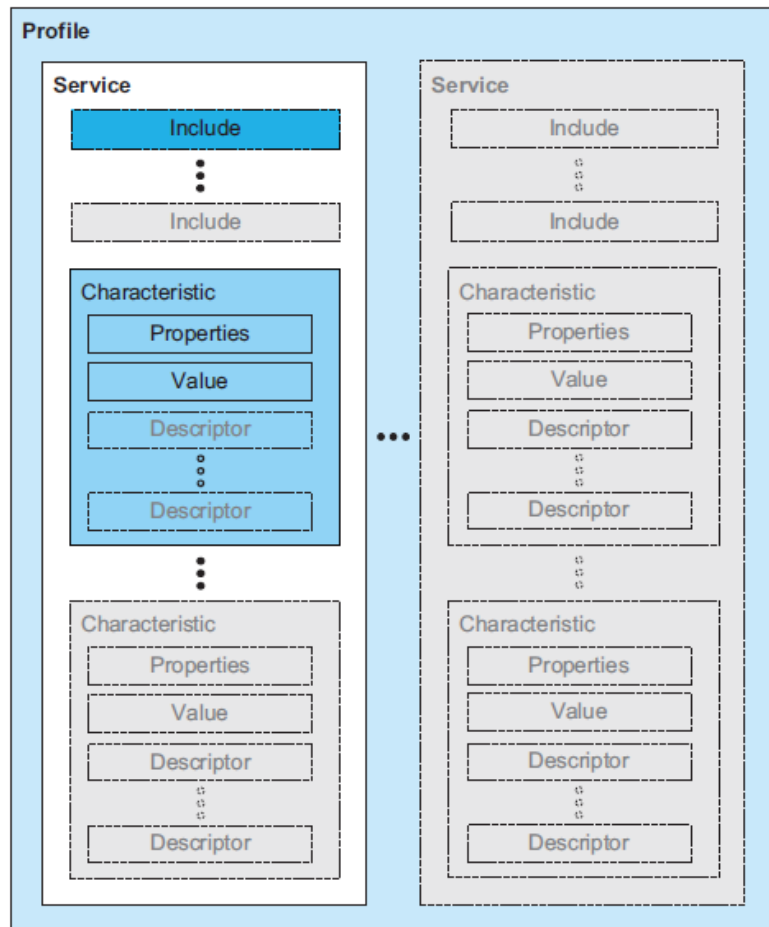 Profile
Service
Include
Include
Characteristic
Properties
Value
Descriptor
Descriptor
Characteristic
Properties
Value
Descriptor
Descriptor
Service
Include
Include
Characteristic
Properties
Value
Descriptor
Descriptor
Characteristic
Properties
Value
Descriptor
Descriptor